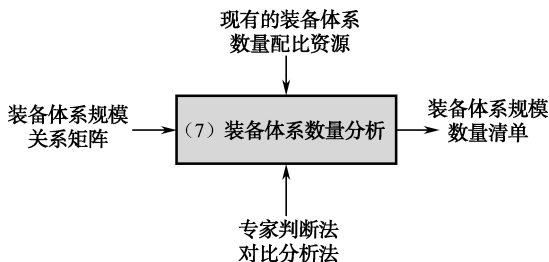 现有的装备体系
数量配比资源
装备体系规模
关系矩阵
（7）装备体系数量分析
装备体系规模
数量清单
专家判断法
对比分析法